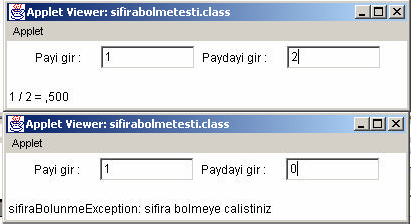 Applet Viewer: sifirabolmetesti.class
Applet
Payi gir : 1 Paydayi gir : 2
1 / 2 = ,500
Applet Viewer: sifirabolmetesti.class
Applet
Payi gir : 1 Paydayi gir : 0
sifiraBolunmeException: sifira bolmeye calistiniz